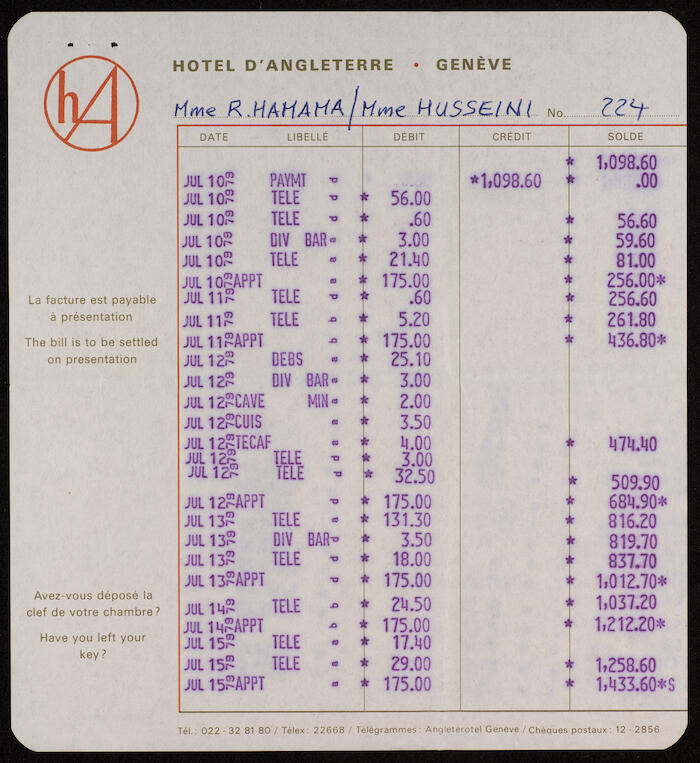 hA
HOTEL D'ANGLETERRE • GENÈVE
Mme R.HAMAMA/Mme HUSSEINI No. 224
DATE LIBELLÉ DÉBIT CRÉDIT SOLDE
* 1,098.60
JUL 10 79 PAYMT d *1,098.60 * .00
JUL 10 79 TELE d * 56.00
JUL 10 79 TELE d * .60 * 56.60
JUL 10 79 DIV BAR a * 3.00 * 59.60
JUL 10 79 TELE a * 21.40 * 81.00
JUL 10 79 APPT * 175.00 * 256.00*
JUL 11 79 TELE d * .60 * 256.60
JUL 11 79 TELE b * 5.20 * 261.80
JUL 11 79 APPT b * 175.00 * 436.80*
JUL 12 79 DEBS a * 25.10
JUL 12 79 DIV BAR a * 3.00
JUL 12 79 CAVE MIN a * 2.00
JUL 12 79 CUIS a * 3.50
JUL 12 79 TECAF a * 4.00 * 474.40
JUL 12 79 TELE d * 3.00
JUL 12 79 TELE d * 32.50 * 509.90
JUL 12 79 APPT d * 175.00 * 684.90*
JUL 13 79 TELE a * 131.30 * 816.20
JUL 13 79 DIV BAR d * 3.50 * 819.70
JUL 13 79 TELE d * 18.00 * 837.70
JUL 13 79 APPT d * 175.00 * 1,012.70*
JUL 14 79 TELE b * 24.50 * 1,037.20
JUL 14 79 APPT b * 175.00 * 1,212.20*
JUL 15 79 TELE a * 17.40
JUL 15 79 TELE a * 29.00 * 1,258.60
JUL 15 79 APPT a * 175.00 * 1,433.60*S
La facture est payable
à présentation
The bill is to be settled
on presentation
Avez-vous déposé la
clef de votre chambre?
Have you left your
key?
Tél.: 022 - 32 81 80 / Télex: 22668 / Télégrammes: Angleterotel Genève / Chèques postaux: 12 - 2856